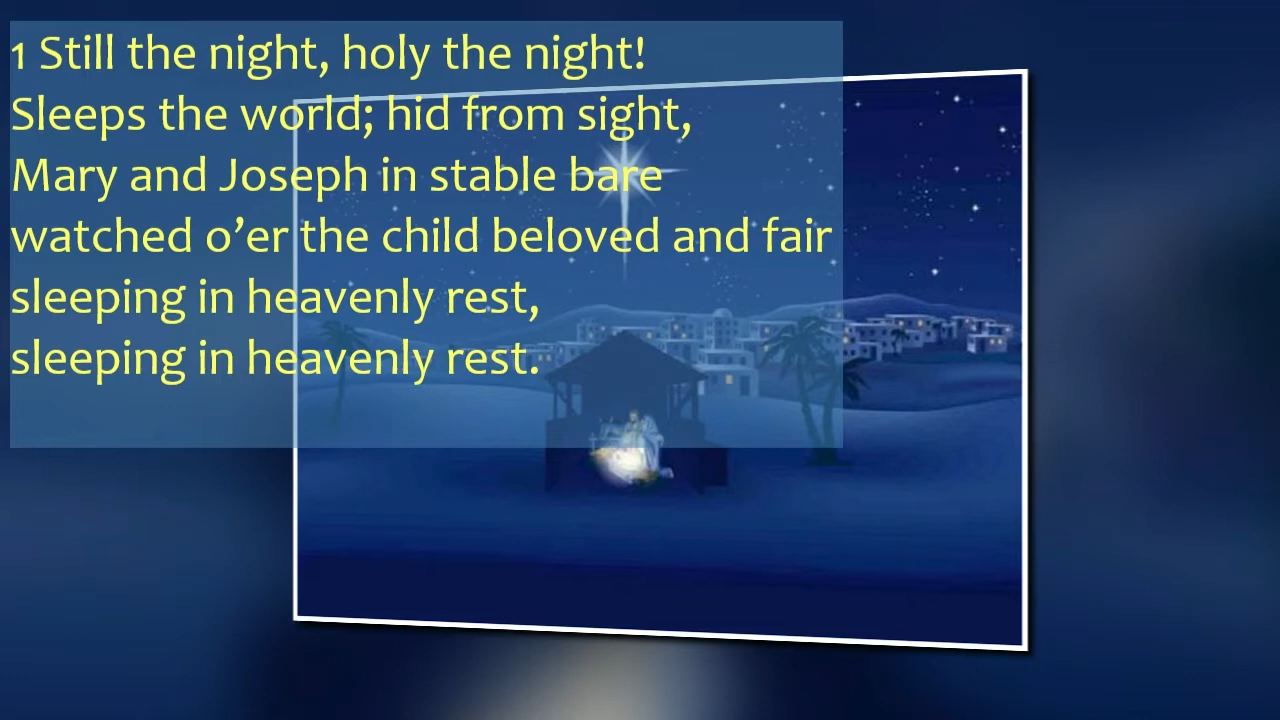 1 Still the night, holy the night!
Sleeps the world; hid from sight,
Mary and Joseph in stable bare
watched o’er the child beloved and fair
sleeping in heavenly rest,
sleeping in heavenly rest.